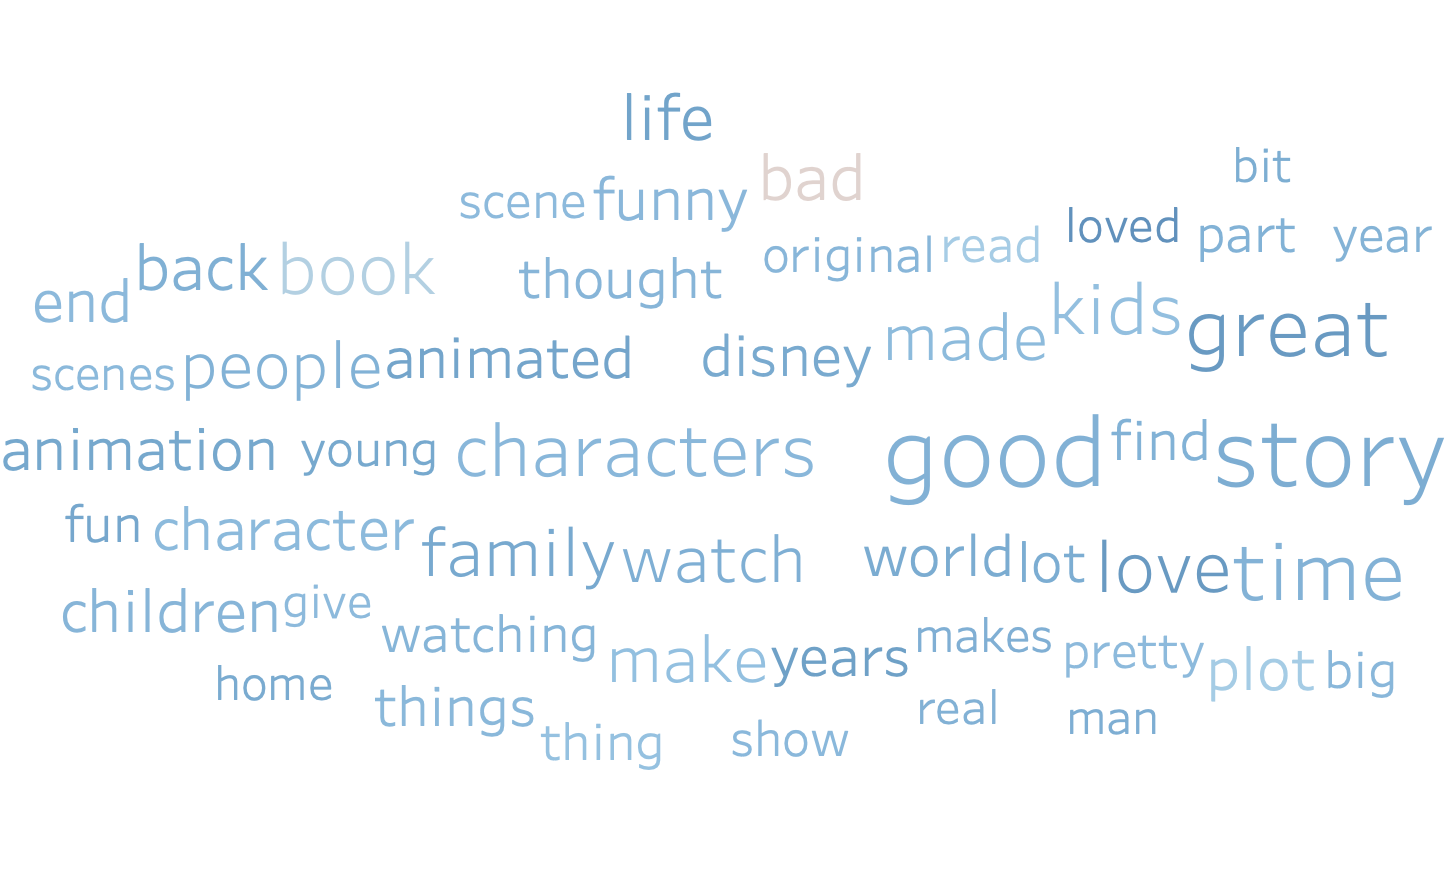 life
bit
scene funny bad
loved part year
back book thought original read
end kids great
scenes people animated disney made
animation young characters good find story
fun character family watch world lot love time
children give watching make years makes pretty plot big
home things real man
thing show